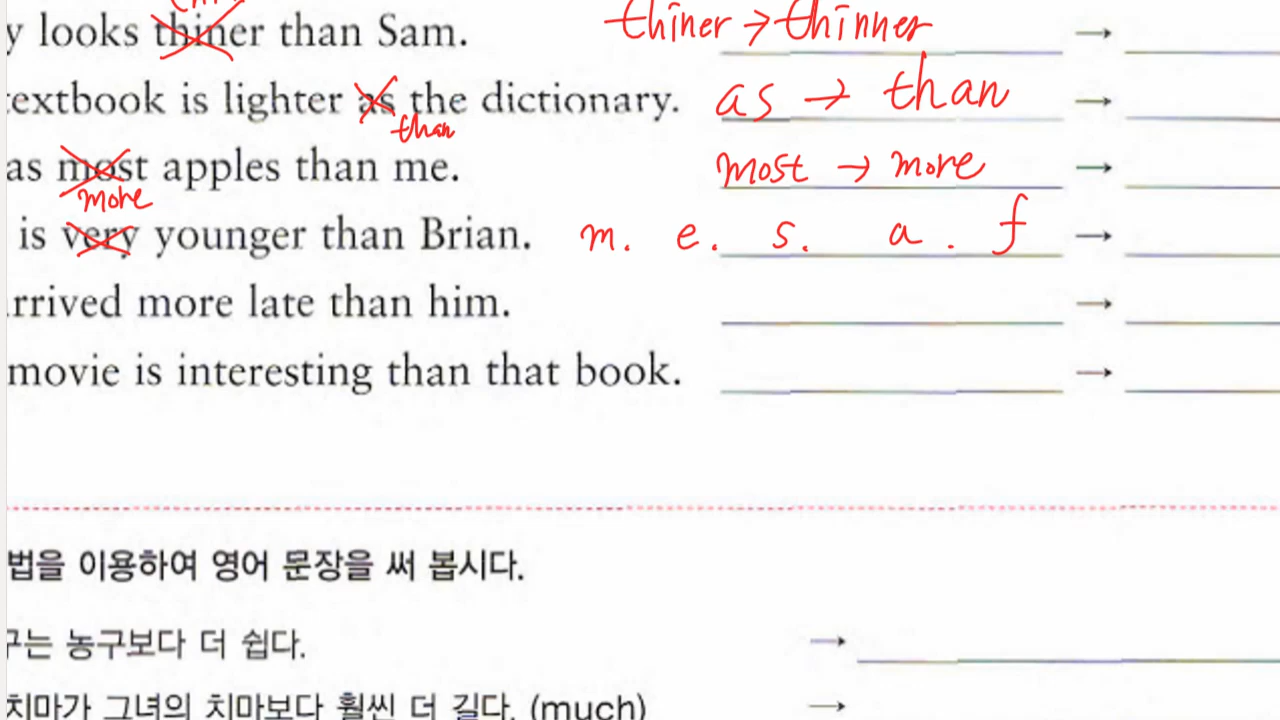 y looks thiner than Sam. thiner > thinner →
extbook is lighter as the dictionary. as → than →
than
as most apples than me. most → more →
more
is very younger than Brian. m. e. s. a. f →
rrived more late than him. →
movie is interesting than that book. →
법을 이용하여 영어 문장을 써 봅시다.
구는 농구보다 더 쉽다. →
치마가 그녀의 치마보다 훨씬 더 길다. (much) →